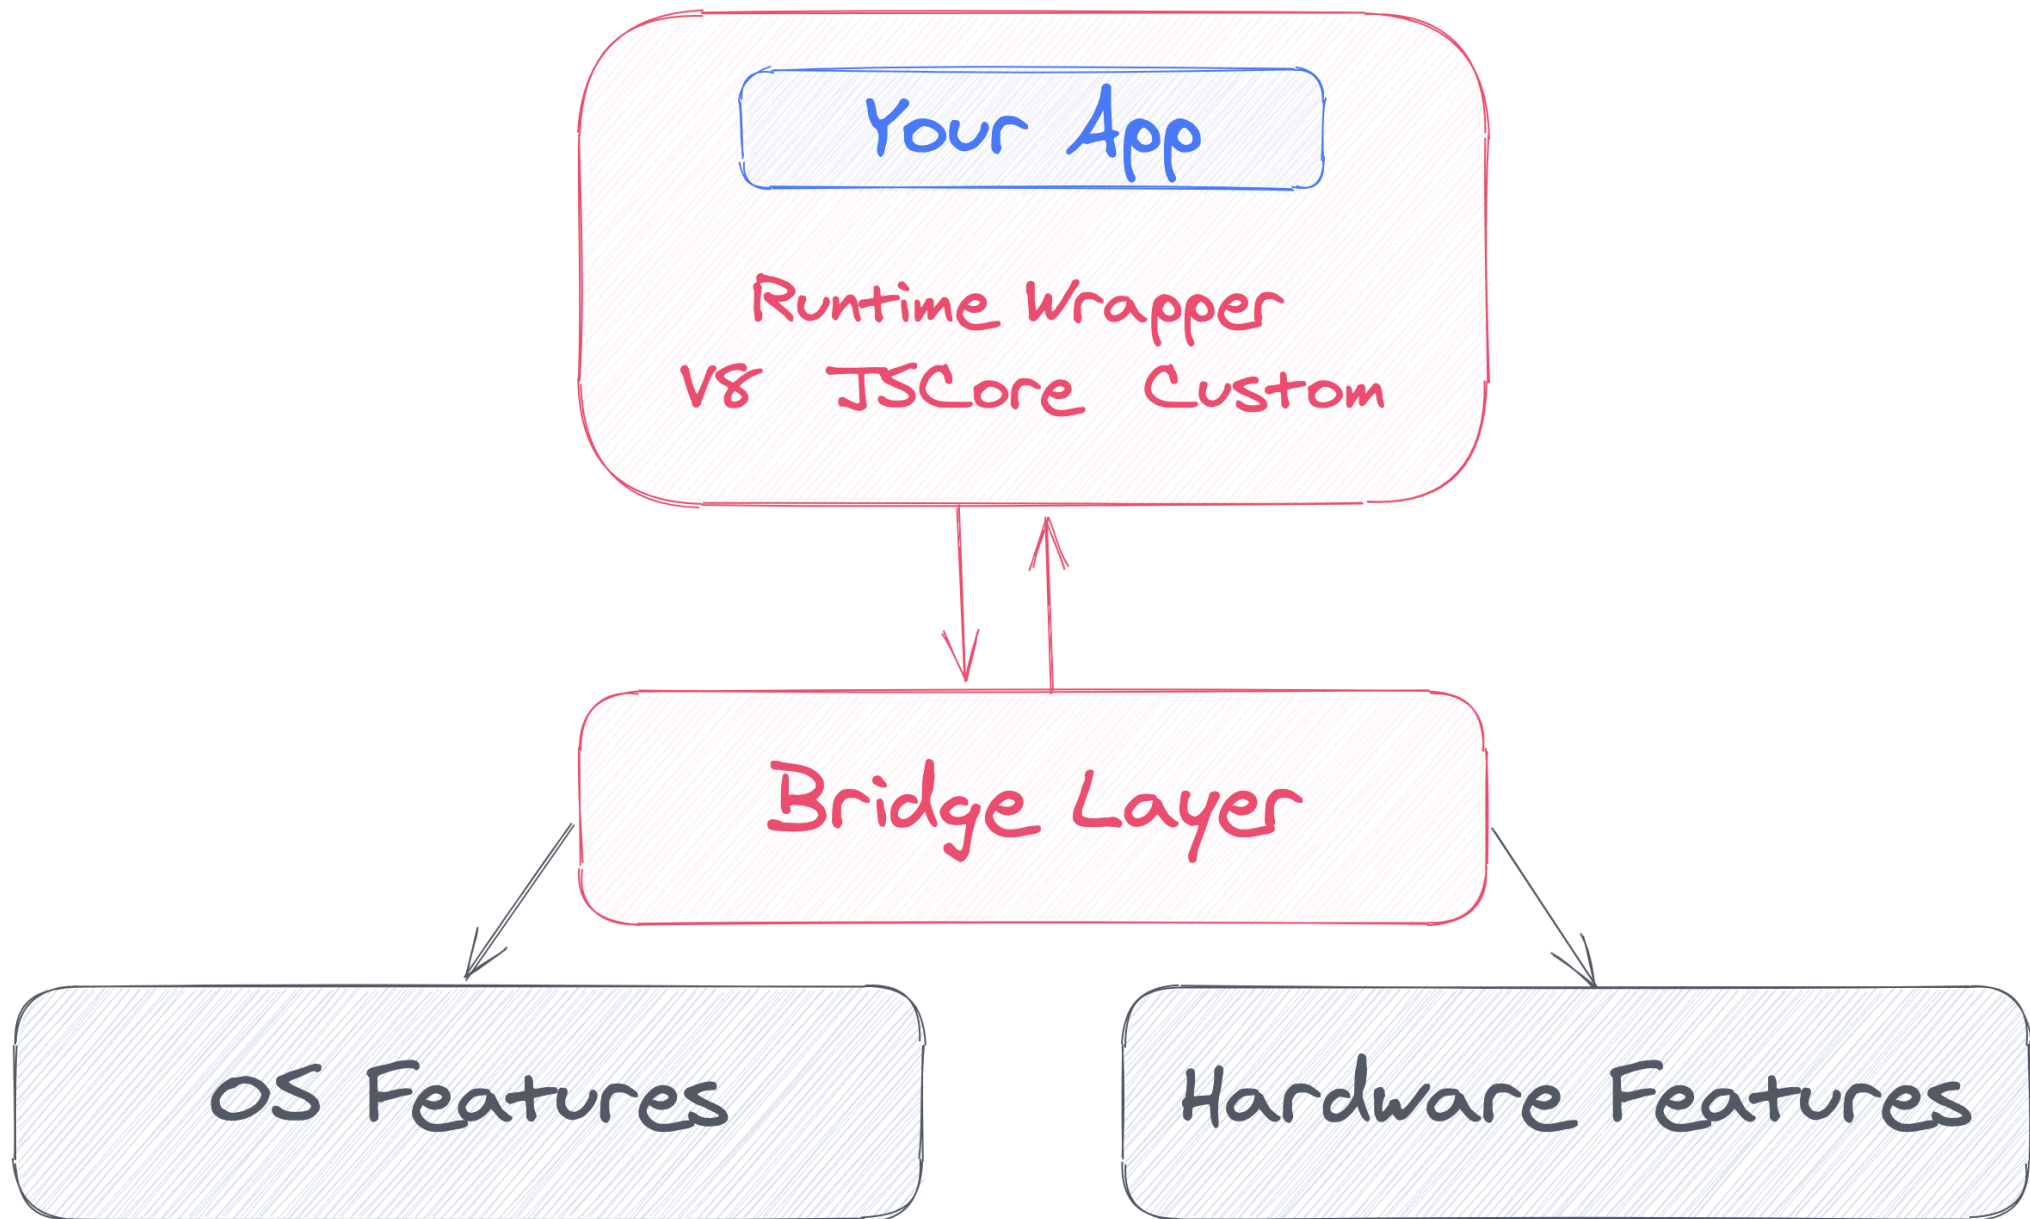 Your App
Runtime Wrapper
V8 JSCore Custom
Bridge Layer
OS Features
Hardware Features